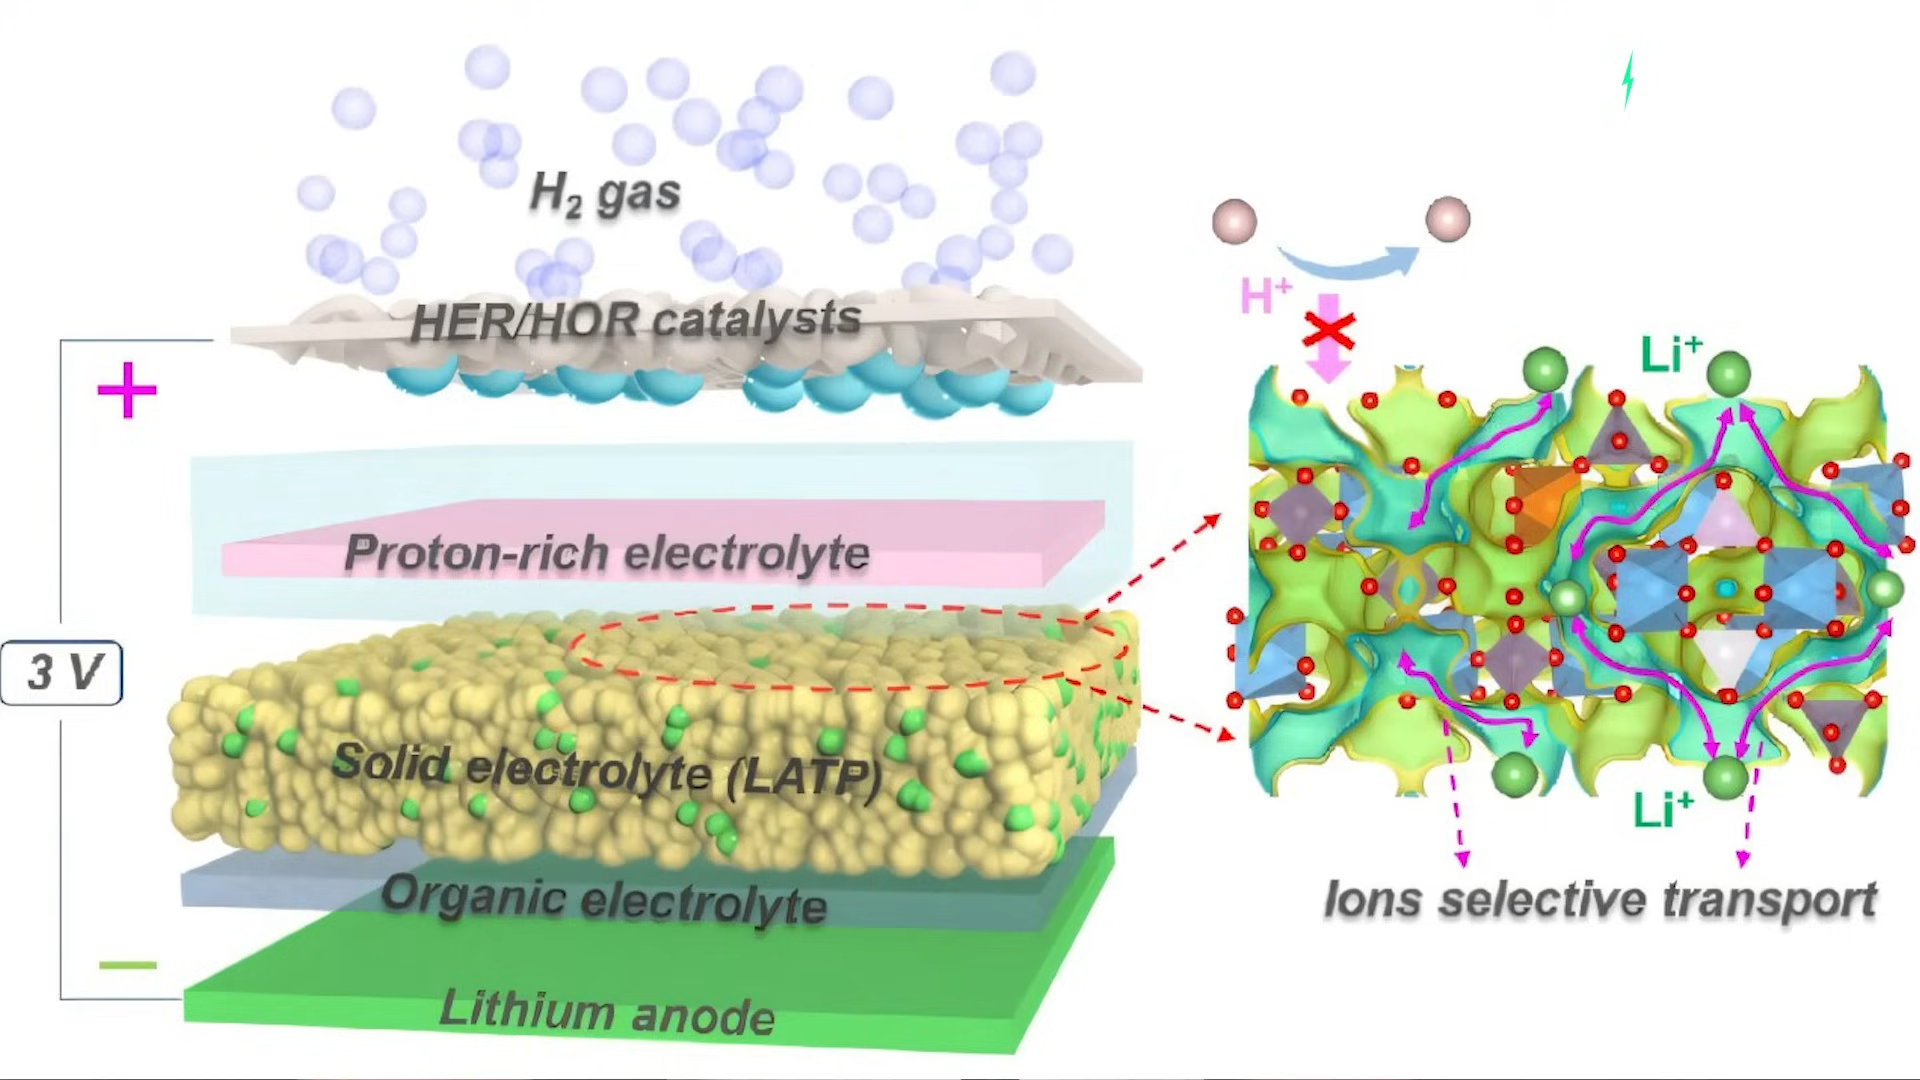 H₂ gas
HER/HOR catalysts
+
Proton-rich electrolyte
3 V
Solid electrolyte (LATP)
Organic electrolyte
−
Lithium anode
H⁺
Li⁺
Li⁺
Ions selective transport